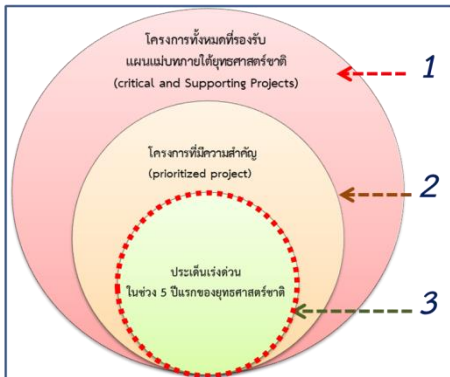 โครงการทั้งหมดที่รองรับ
แผนแม่บทภายใต้ยุทธศาสตร์ชาติ
(critical and Supporting Projects)
1
โครงการที่มีความสำคัญ
(prioritized project)
2
ประเด็นเร่งด่วน
ในช่วง 5 ปีแรกของยุทธศาสตร์ชาติ
3